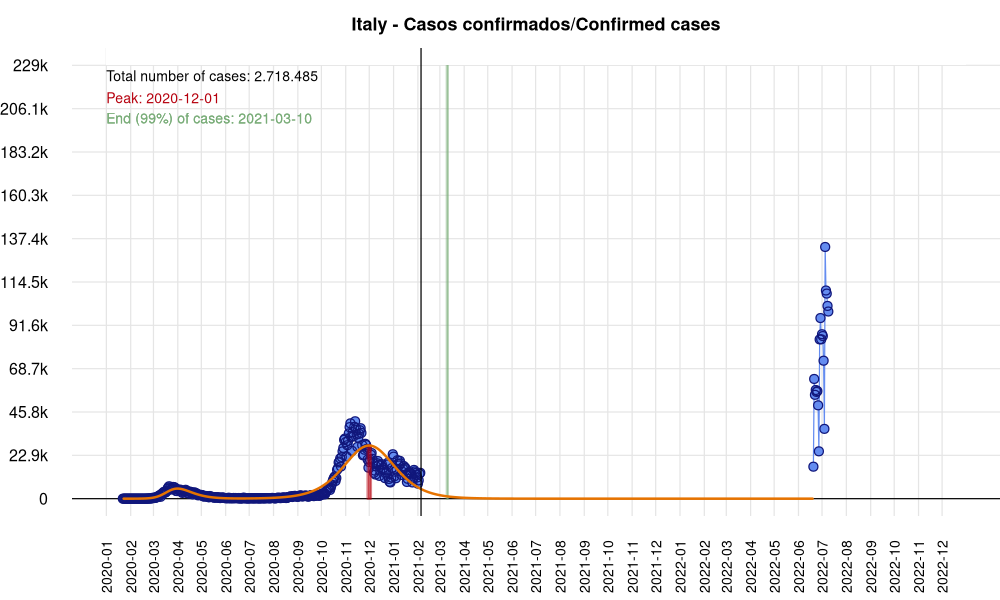 Italy - Casos confirmados/Confirmed cases
Total number of cases: 2.718.485
Peak: 2020-12-01
End (99%) of cases: 2021-03-10
229k
206.1k
183.2k
160.3k
137.4k
114.5k
91.6k
68.7k
45.8k
22.9k
0
2020-01
2020-02
2020-03
2020-04
2020-05
2020-06
2020-07
2020-08
2020-09
2020-10
2020-11
2020-12
2021-01
2021-02
2021-03
2021-04
2021-05
2021-06
2021-07
2021-08
2021-09
2021-10
2021-11
2021-12
2022-01
2022-02
2022-03
2022-04
2022-05
2022-06
2022-07
2022-08
2022-09
2022-10
2022-11
2022-12